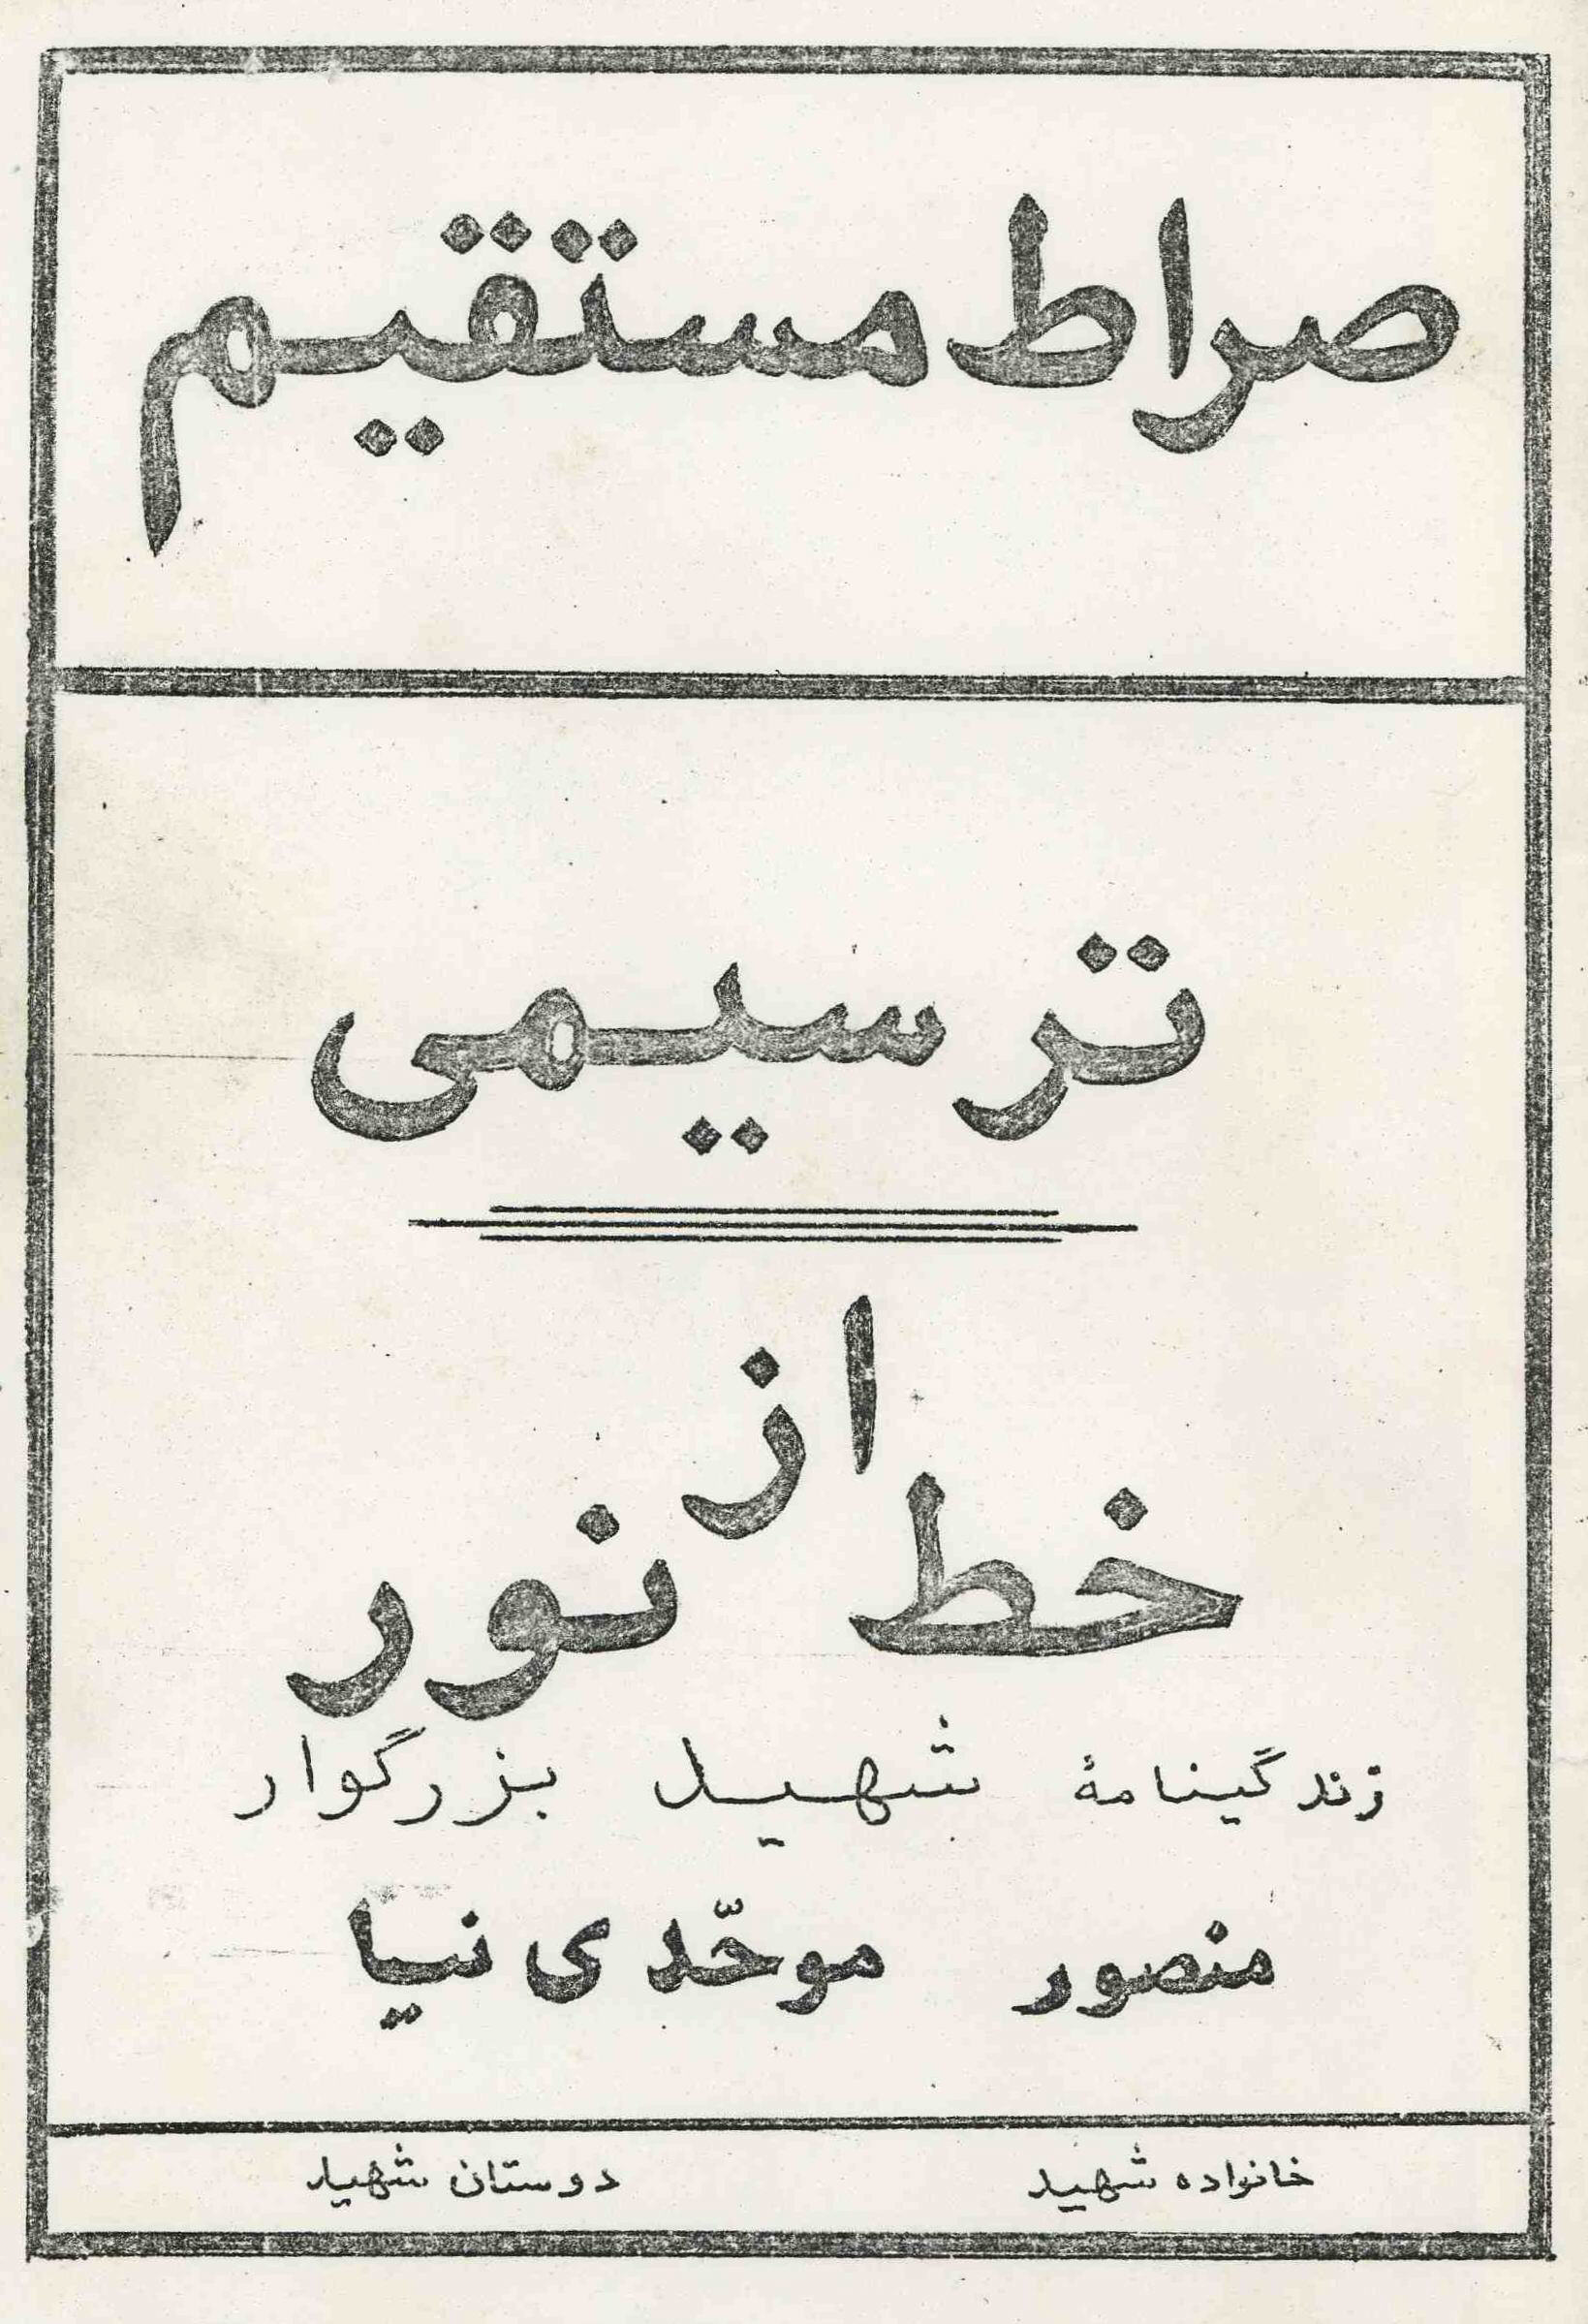 صراط مستقیم
ترسیمی
از
خط نور
زندگینامهٔ شهید بزرگوار
منصور موحّدی نیا
خانواده شهید دوستان شهید